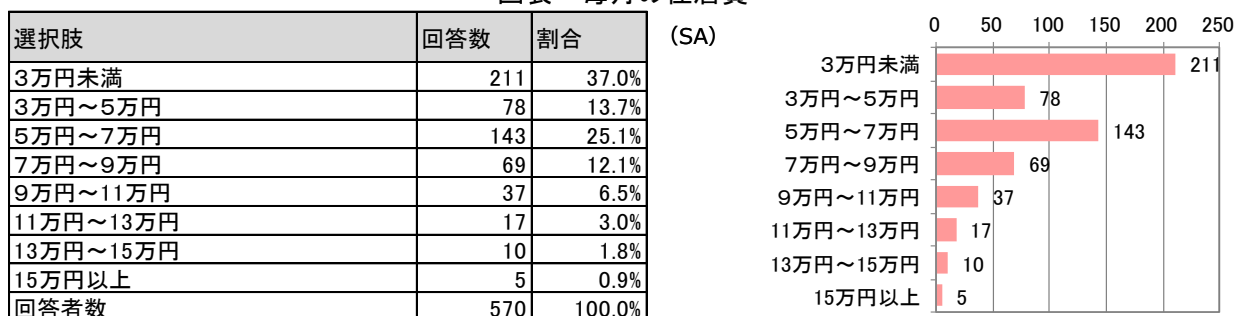 選択肢 回答数 割合
3万円未満 211 37.0%
3万円～5万円 78 13.7%
5万円～7万円 143 25.1%
7万円～9万円 69 12.1%
9万円～11万円 37 6.5%
11万円～13万円 17 3.0%
13万円～15万円 10 1.8%
15万円以上 5 0.9%
回答者数 570 100.0%
(SA)
0 50 100 150 200 250
3万円未満 211
3万円～5万円 78
5万円～7万円 143
7万円～9万円 69
9万円～11万円 37
11万円～13万円 17
13万円～15万円 10
15万円以上 5